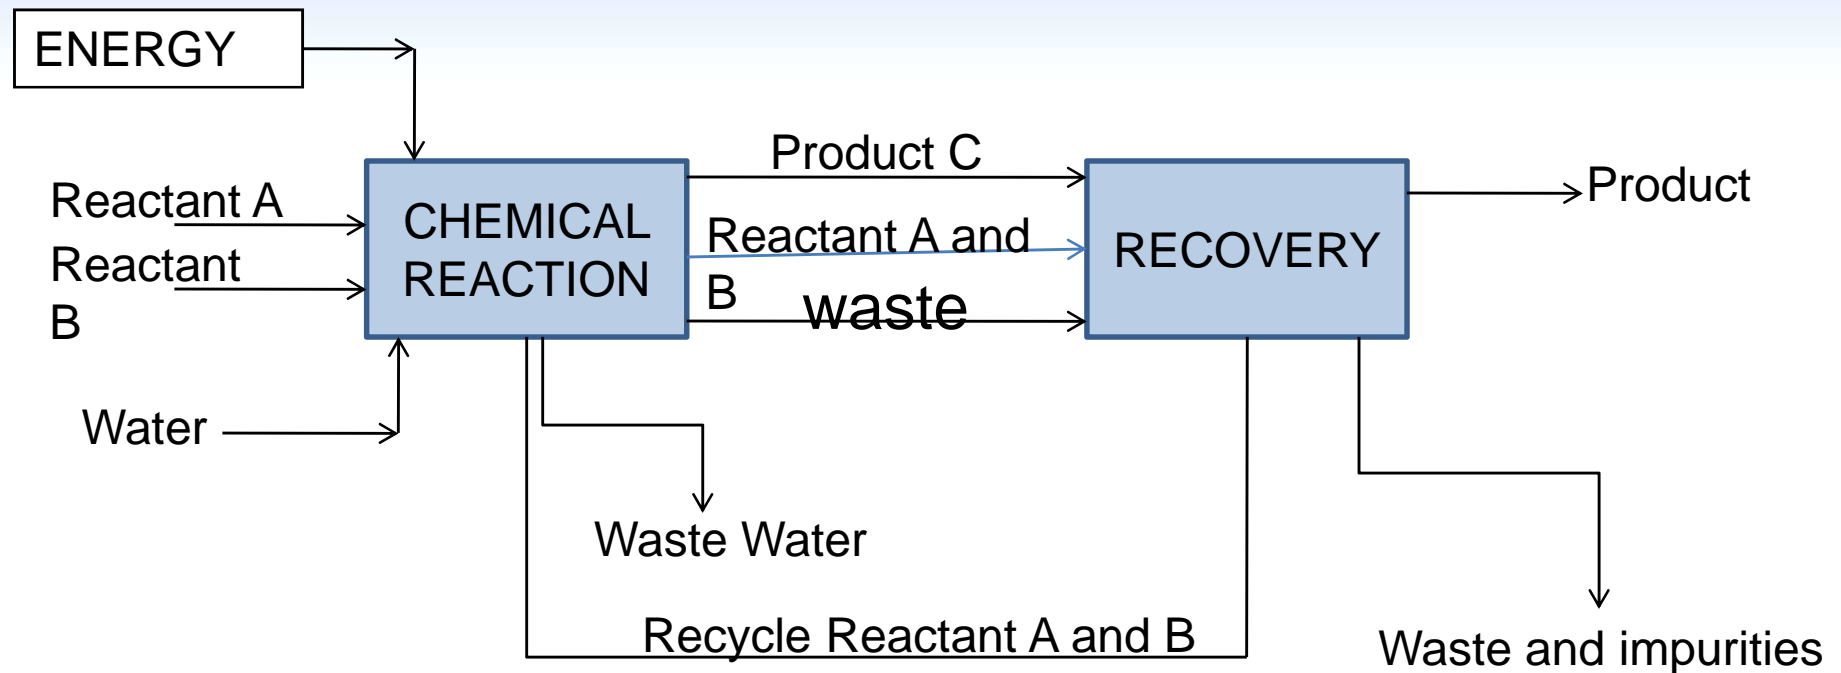 ENERGY
Product C
Reactant A
CHEMICAL
REACTION
Reactant
B
Reactant A and
B
waste
RECOVERY
Product
Water
Waste Water
Recycle Reactant A and B
Waste and impurities